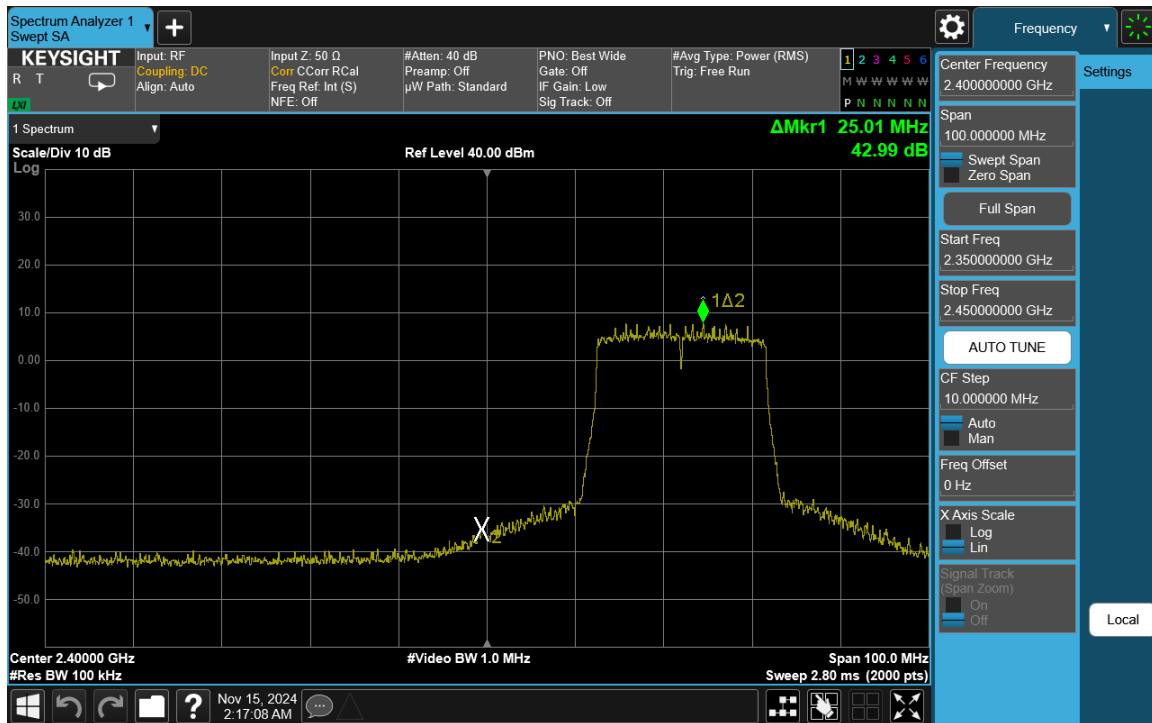 Spectrum Analyzer 1
Swept SA
Frequency
KEYSIGHT
R T
LXI
Input: RF
Coupling: DC
Align: Auto
Input Z: 50 Ω
Corr CCorr RCal
Freq Ref: Int (S)
NFE: Off
#Atten: 40 dB
Preamp: Off
µW Path: Standard
PNO: Best Wide
Gate: Off
IF Gain: Low
Sig Track: Off
#Avg Type: Power (RMS)
Trig: Free Run
1 2 3 4 5 6
M W W W W W
P N N N N N
1 Spectrum
Scale/Div 10 dB
Log
Ref Level 40.00 dBm
ΔMkr1 25.01 MHz
42.99 dB
30.0
20.0
10.0
0.00
-10.0
-20.0
-30.0
-40.0
-50.0
1Δ2
X
2
Center 2.40000 GHz
#Res BW 100 kHz
#Video BW 1.0 MHz
Span 100.0 MHz
Sweep 2.80 ms (2000 pts)
Center Frequency
2.400000000 GHz
Span
100.000000 MHz
Swept Span
Zero Span
Full Span
Start Freq
2.350000000 GHz
Stop Freq
2.450000000 GHz
AUTO TUNE
CF Step
10.000000 MHz
Auto
Man
Freq Offset
0 Hz
X Axis Scale
Log
Lin
Signal Track
(Span Zoom)
On
Off
Settings
Local
?
Nov 15, 2024
2:17:08 AM